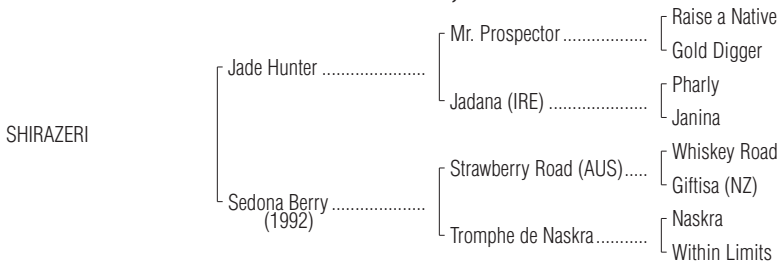 Raise a Native
Mr. Prospector
Gold Digger
Jade Hunter
Pharly
Jadana (IRE)
Janina
SHIRAZERI
Whiskey Road
Strawberry Road (AUS)
Giftisa (NZ)
Sedona Berry
(1992)
Naskra
Tromphe de Naskra
Within Limits